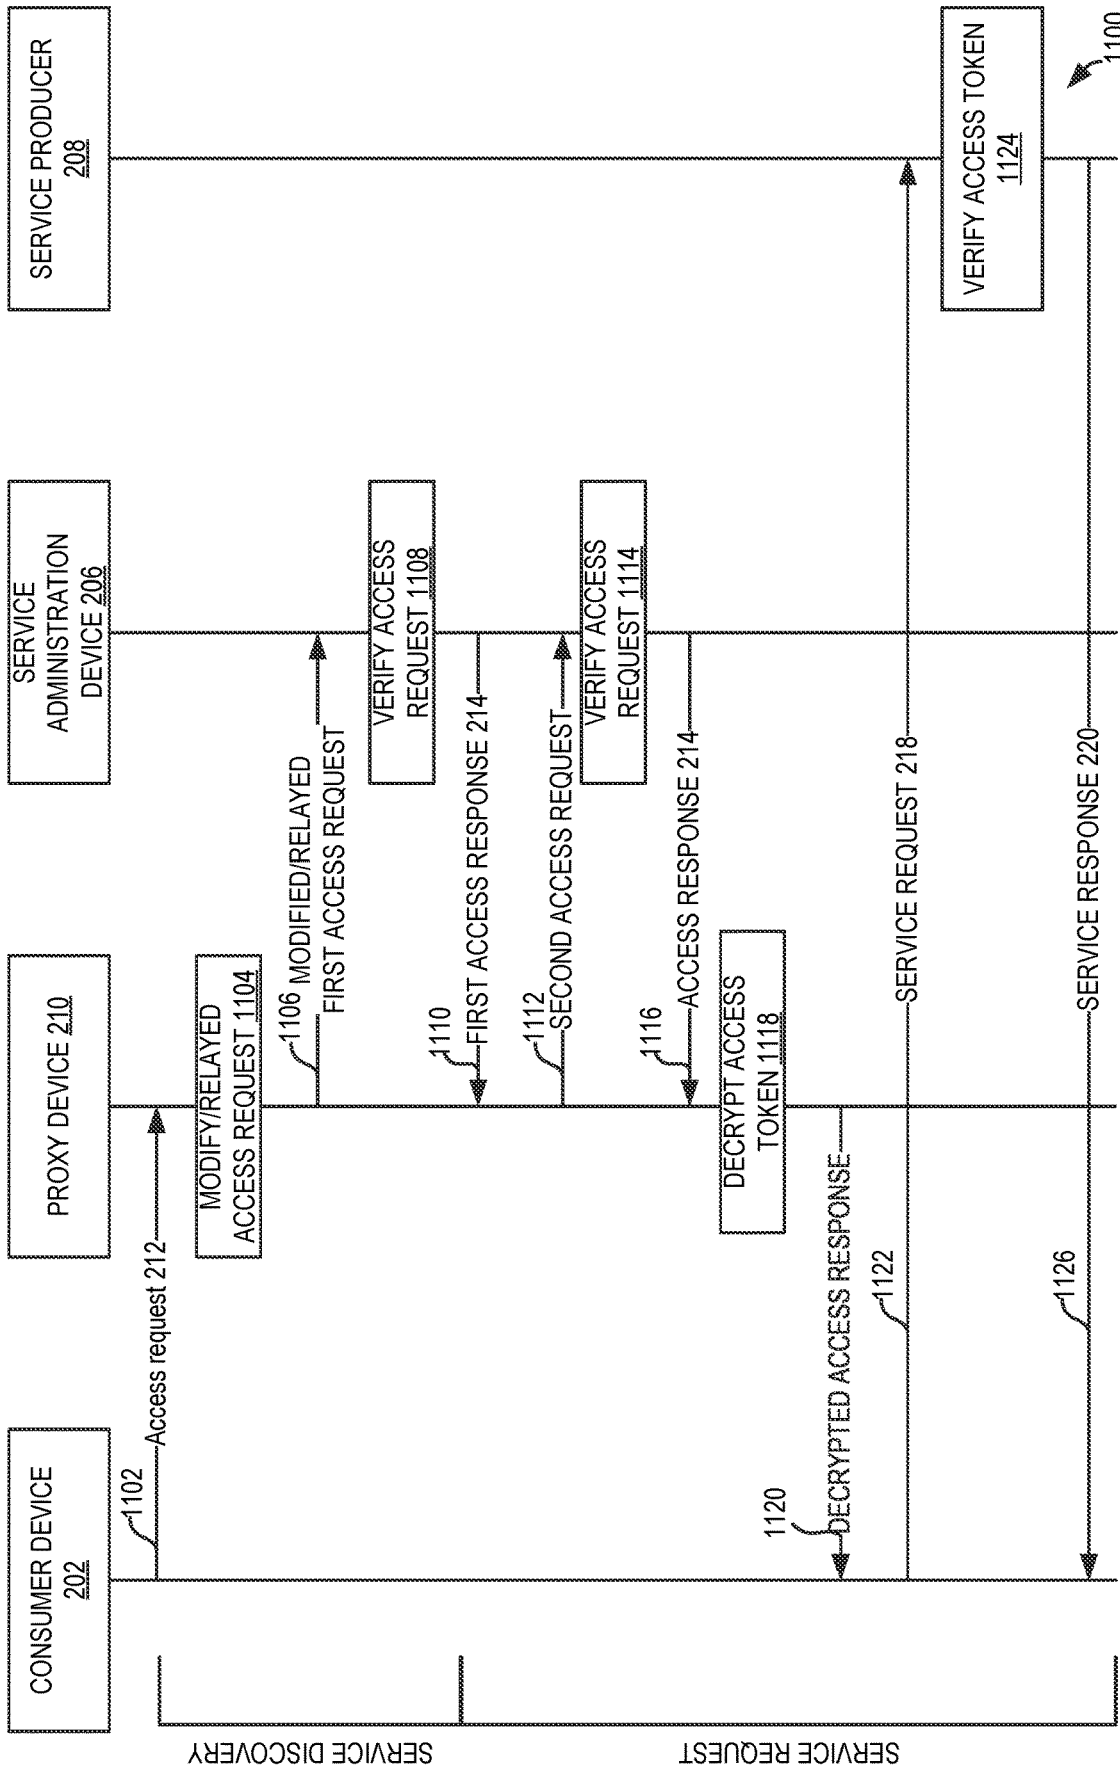 CONSUMER DEVICE
202
PROXY DEVICE 210
SERVICE
ADMINISTRATION
DEVICE 206
SERVICE PRODUCER
208
SERVICE DISCOVERY
1102
Access request 212
MODIFY/RELAYED
ACCESS REQUEST 1104
1106
MODIFIED/RELAYED
FIRST ACCESS REQUEST
VERIFY ACCESS
REQUEST 1108
SERVICE REQUEST
1110
FIRST ACCESS RESPONSE 214
1112
SECOND ACCESS REQUEST
VERIFY ACCESS
REQUEST 1114
1116
ACCESS RESPONSE 214
DECRYPT ACCESS
TOKEN 1118
1120
DECRYPTED ACCESS RESPONSE
1122
SERVICE REQUEST 218
VERIFY ACCESS TOKEN
1124
1126
SERVICE RESPONSE 220
1100